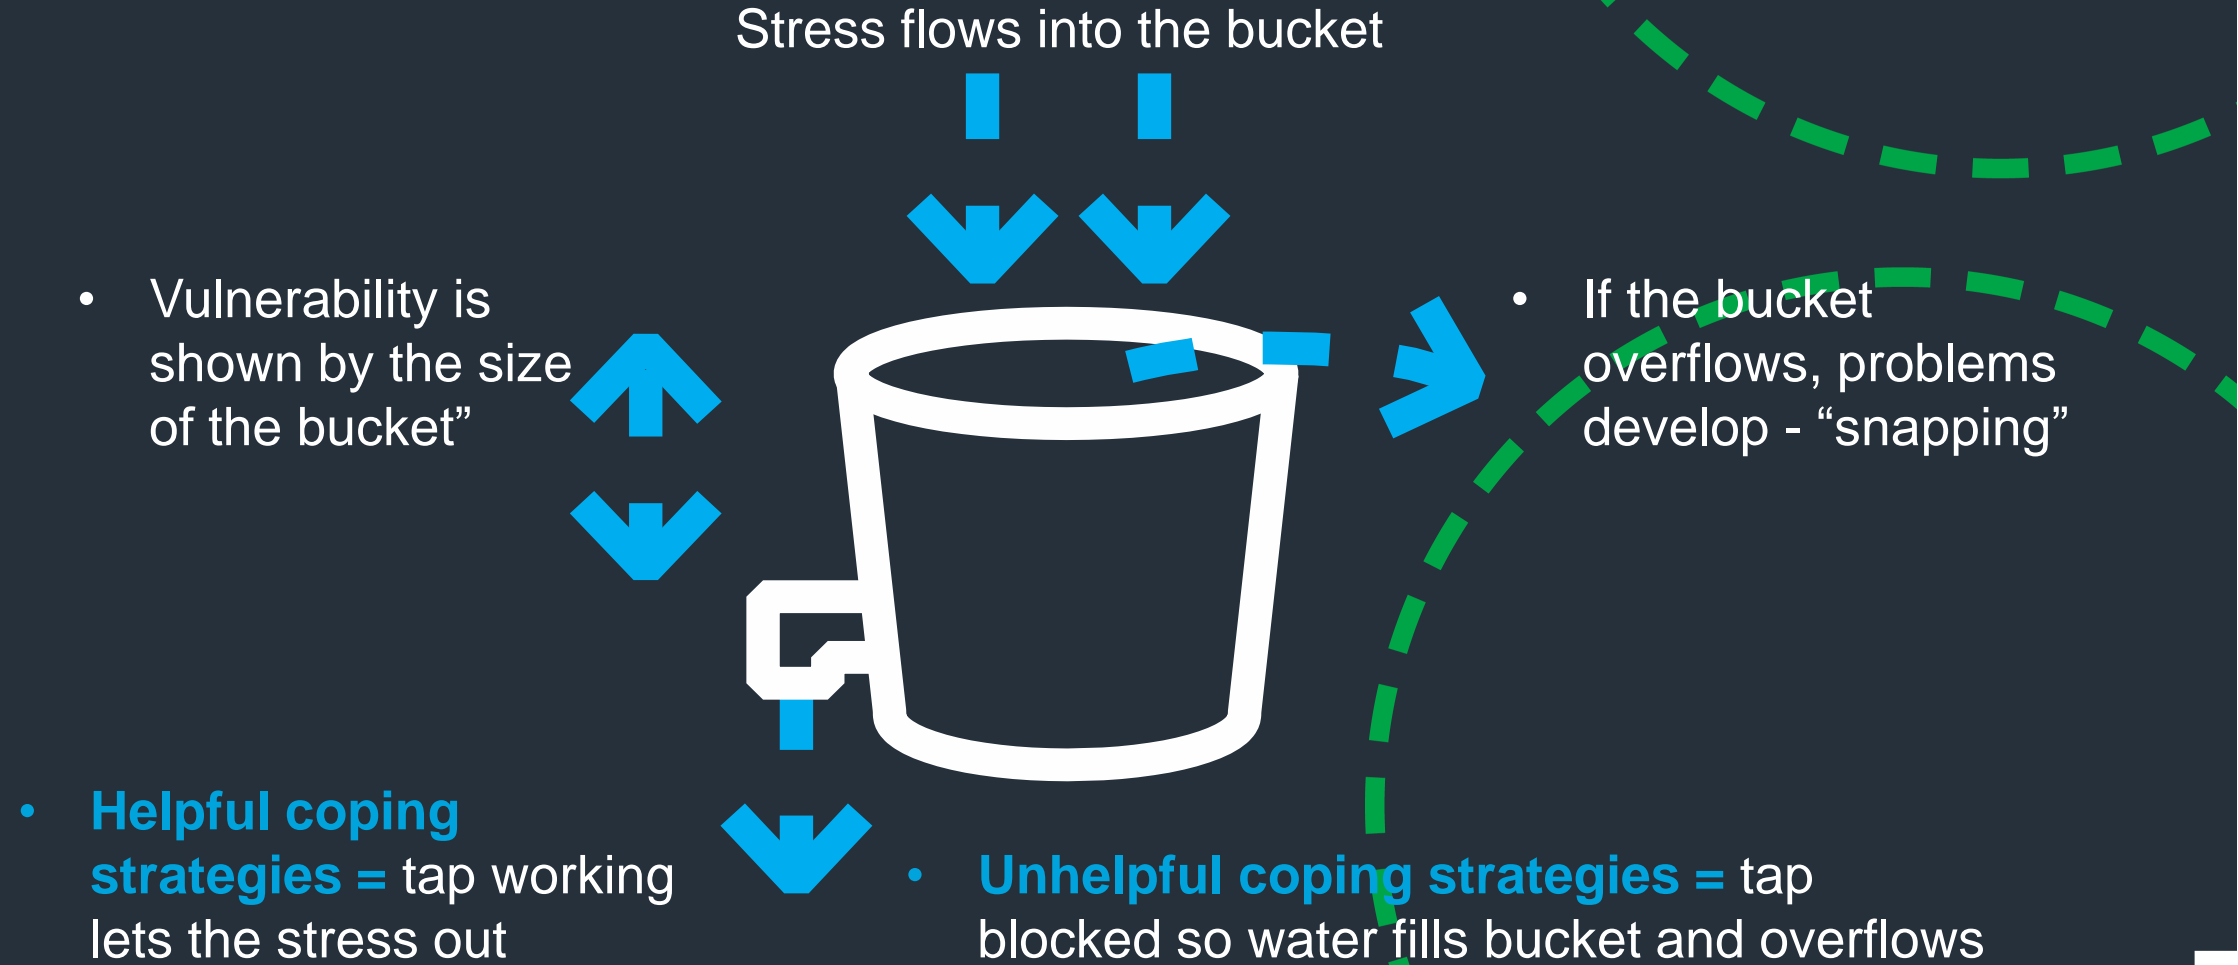 Stress flows into the bucket
• Vulnerability is
shown by the size
of the bucket”
• If the bucket
overflows, problems
develop - “snapping”
• Helpful coping
strategies = tap working
lets the stress out
• Unhelpful coping strategies = tap
blocked so water fills bucket and overflows